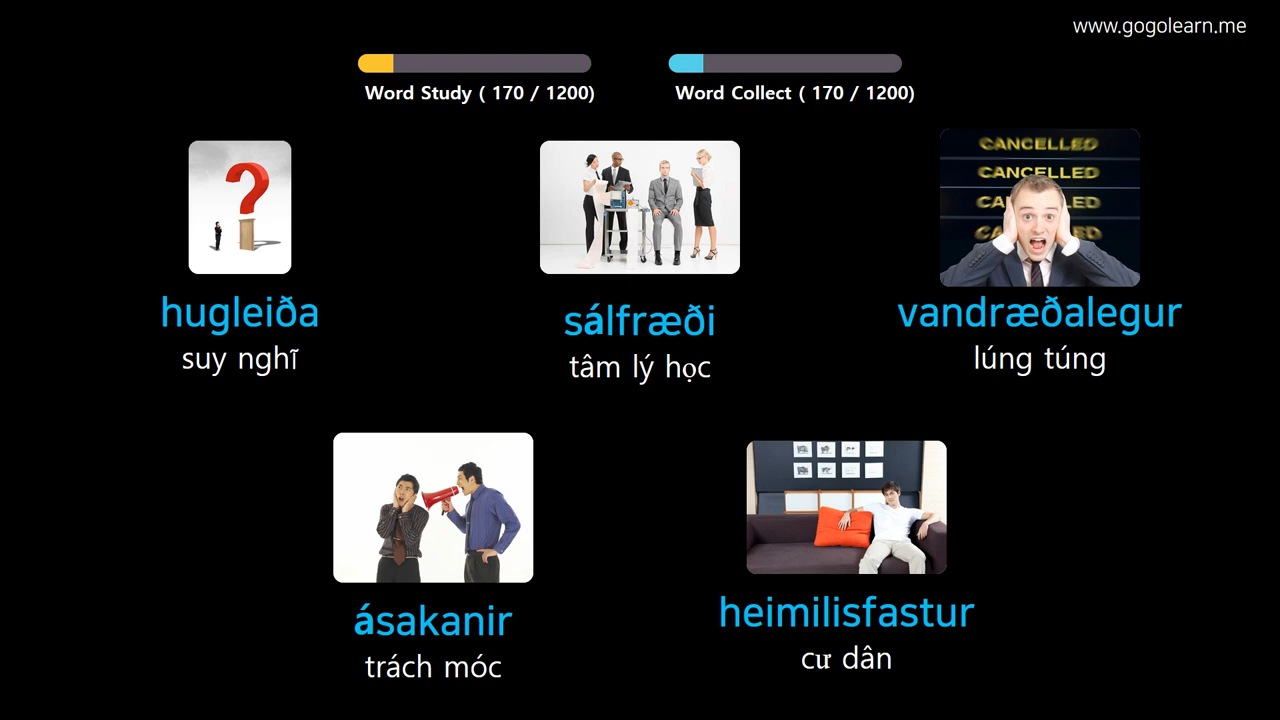 www.gogolearn.me
Word Study ( 170 / 1200)
Word Collect ( 170 / 1200)
CANCELLED
CANCELLED
hugleiða
suy nghĩ
sálfræði
tâm lý học
vandræðalegur
lúng túng
ásakanir
trách móc
heimilisfastur
cư dân